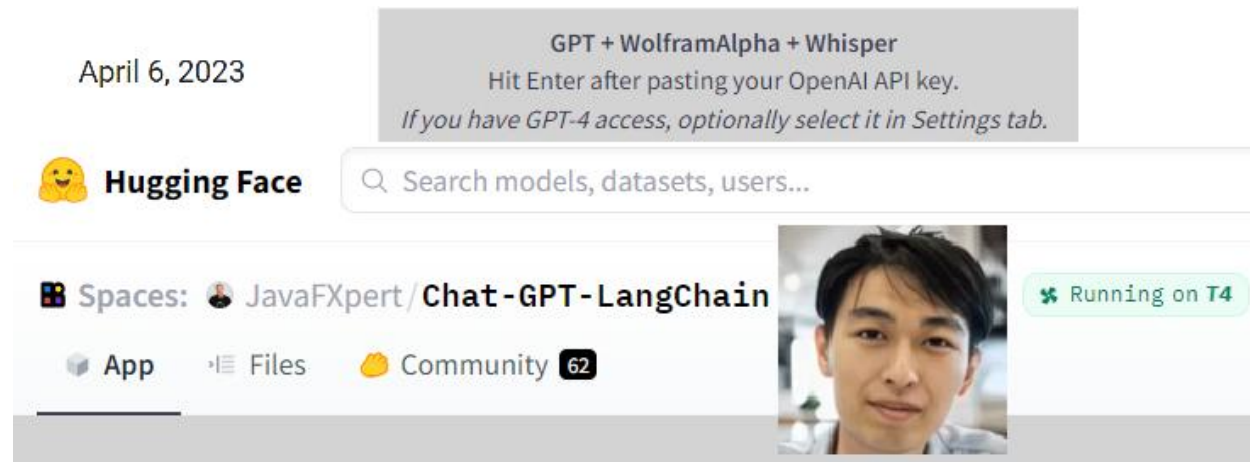 GPT + WolframAlpha + Whisper
April 6, 2023
Hit Enter after pasting your OpenAI API key.
If you have GPT-4 access, optionally select it in Settings tab.
Hugging Face
Search models, datasets, users...
Spaces: JavaFXpert/Chat-GPT-LangChain
Running on T4
App Files Community 62